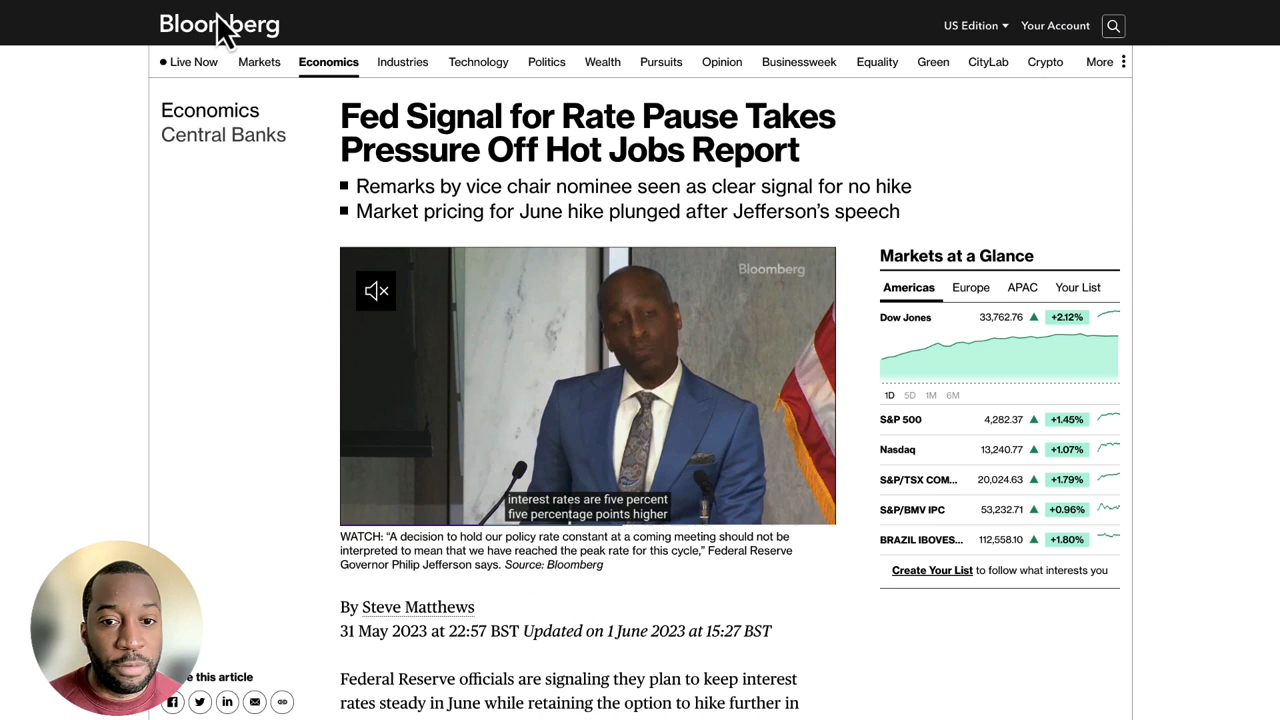 Bloomberg
US Edition
Your Account
Live Now
Markets
Economics
Industries
Technology
Politics
Wealth
Pursuits
Opinion
Businessweek
Equality
Green
CityLab
Crypto
More
Economics
Central Banks
Fed Signal for Rate Pause Takes
Pressure Off Hot Jobs Report
Remarks by vice chair nominee seen as clear signal for no hike
Market pricing for June hike plunged after Jefferson’s speech
Bloomberg
interest rates are five percent
five percentage points higher
WATCH: “A decision to hold our policy rate constant at a coming meeting should not be
interpreted to mean that we have reached the peak rate for this cycle,” Federal Reserve
Governor Philip Jefferson says. Source: Bloomberg
By Steve Matthews
31 May 2023 at 22:57 BST Updated on 1 June 2023 at 15:27 BST
Federal Reserve officials are signaling they plan to keep interest
rates steady in June while retaining the option to hike further in
Markets at a Glance
Americas Europe APAC Your List
Dow Jones 33,762.76 +2.12%
1D 5D 1M 6M
S&P 500 4,282.37 +1.45%
Nasdaq 13,240.77 +1.07%
S&P/TSX COM... 20,024.63 +1.79%
S&P/BMV IPC 53,232.71 +0.96%
BRAZIL IBOVES... 112,558.10 +1.80%
Create Your List to follow what interests you
this article